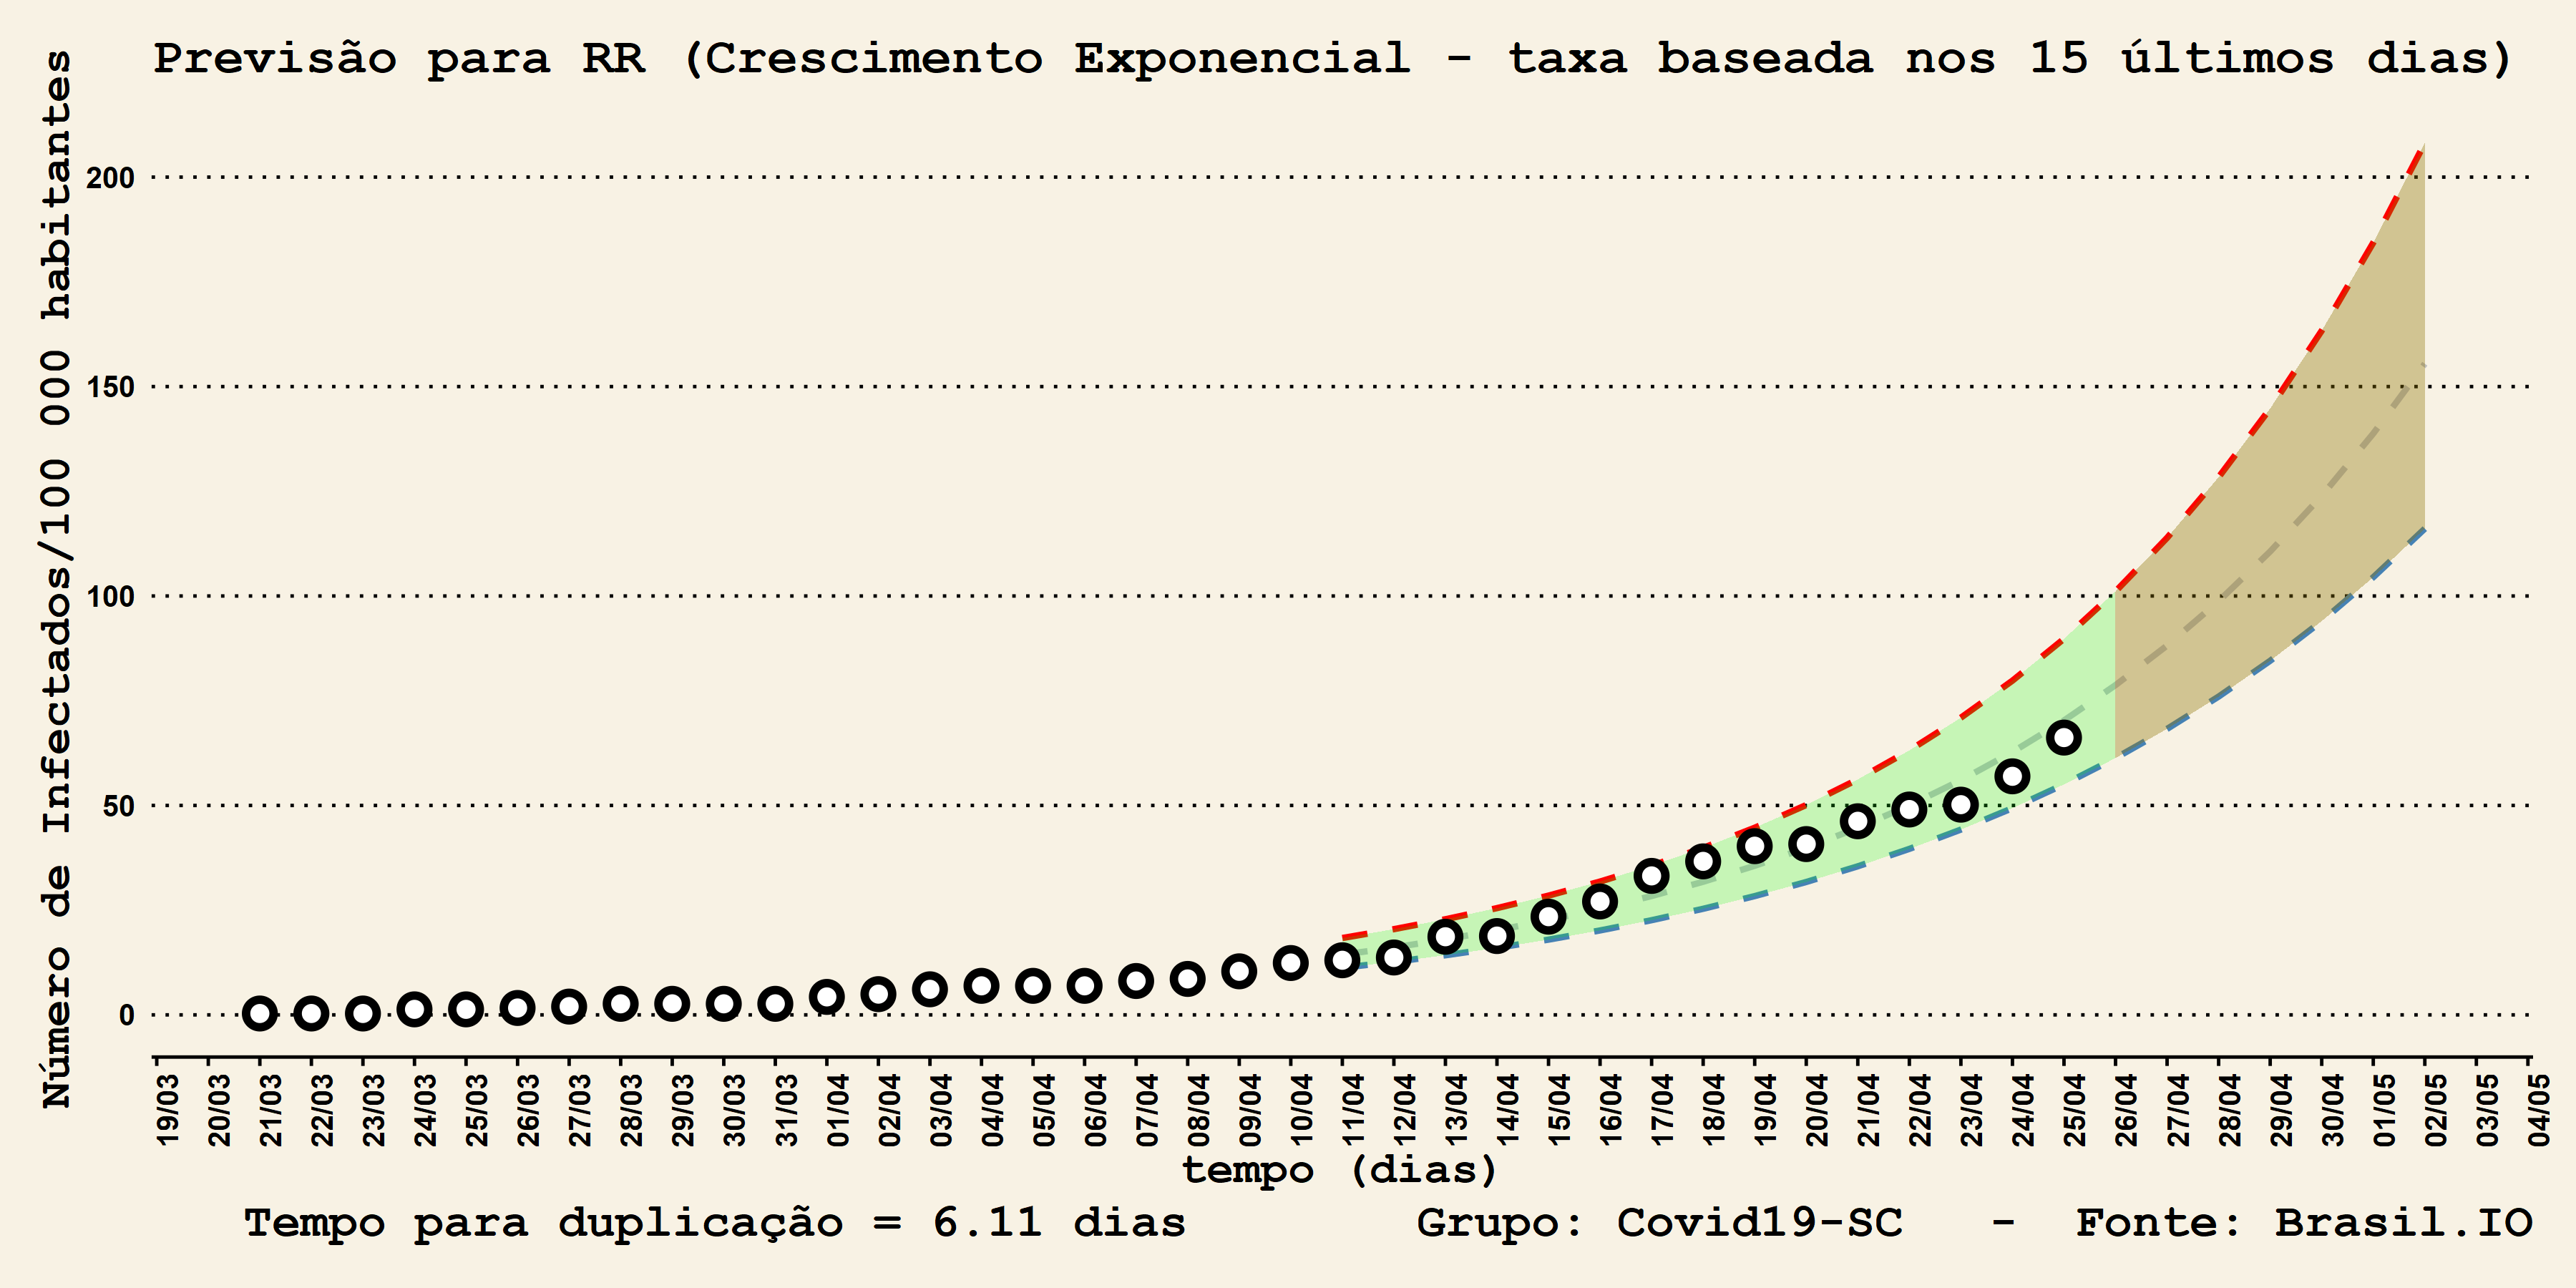 Previsão para RR (Crescimento Exponencial - taxa baseada nos 15 últimos dias)
Número de Infectados/100 000 habitantes
200
150
100
50
0
19/03 20/03 21/03 22/03 23/03 24/03 25/03 26/03 27/03 28/03 29/03 30/03 31/03 01/04 02/04 03/04 04/04 05/04 06/04 07/04 08/04 09/04 10/04 11/04 12/04 13/04 14/04 15/04 16/04 17/04 18/04 19/04 20/04 21/04 22/04 23/04 24/04 25/04 26/04 27/04 28/04 29/04 30/04 01/05 02/05 03/05 04/05
tempo (dias)
Tempo para duplicação = 6.11 dias Grupo: Covid19-SC - Fonte: Brasil.IO